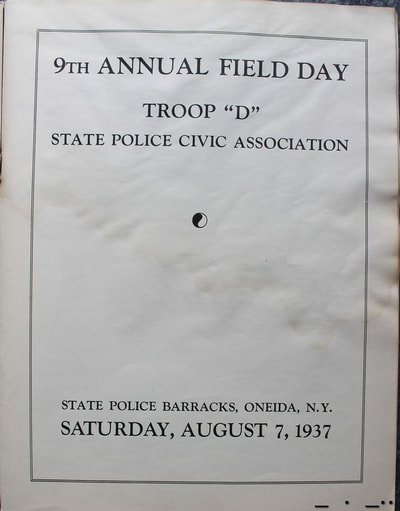 9TH ANNUAL FIELD DAY
TROOP “D”
STATE POLICE CIVIC ASSOCIATION
STATE POLICE BARRACKS, ONEIDA, N.Y.
SATURDAY, AUGUST 7, 1937